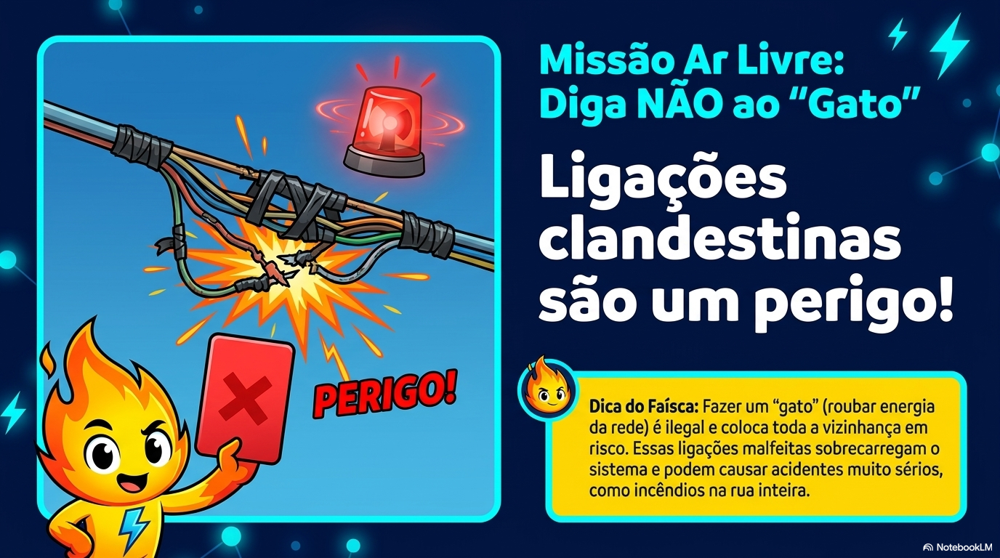 Missão Ar Livre:
Diga NÃO ao “Gato”
Ligações
clandestinas
são um perigo!
PERIGO!
Dica do Faísca: Fazer um “gato” (roubar energia
da rede) é ilegal e coloca toda a vizinhança em
risco. Essas ligações malfeitas sobrecarregam o
sistema e podem causar acidentes muito sérios,
como incêndios na rua inteira.
NotebookLM